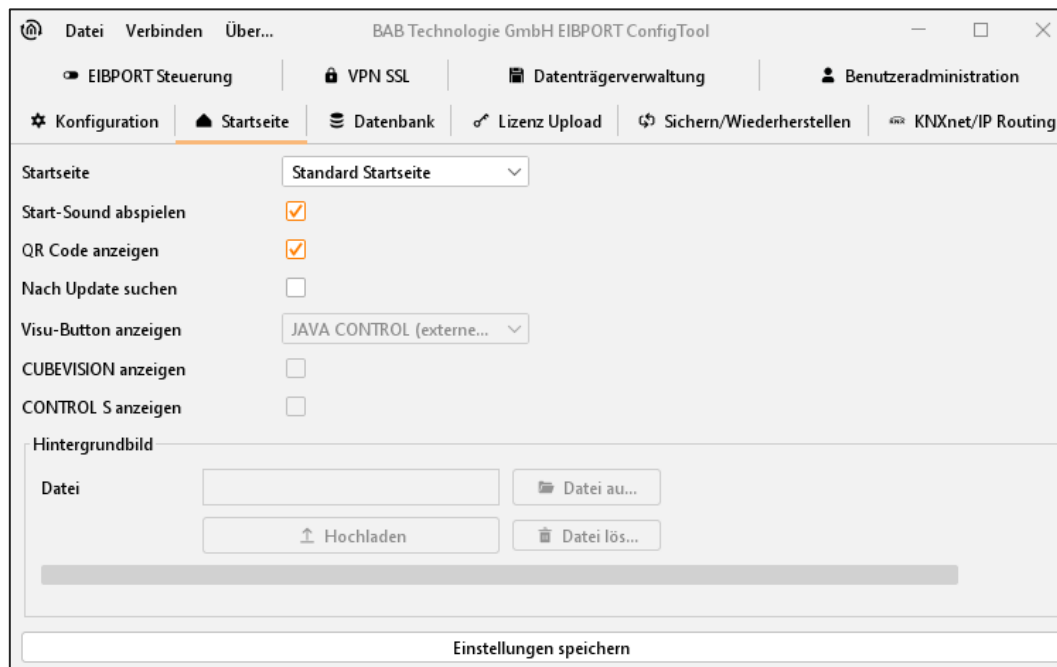 Datei Verbinden Über... BAB Technologie GmbH EIBPORT ConfigTool
EIBPORT Steuerung VPN SSL Datenträgerverwaltung Benutzeradministration
Konfiguration Startseite Datenbank Lizenz Upload Sichern/Wiederherstellen KNX KNXnet/IP Routing
Startseite Standard Startseite
Start-Sound abspielen
QR Code anzeigen
Nach Update suchen
Visu-Button anzeigen JAVA CONTROL (externe...
CUBEVISION anzeigen
CONTROL S anzeigen
Hintergrundbild
Datei Datei au...
Hochladen Datei lös...
Einstellungen speichern